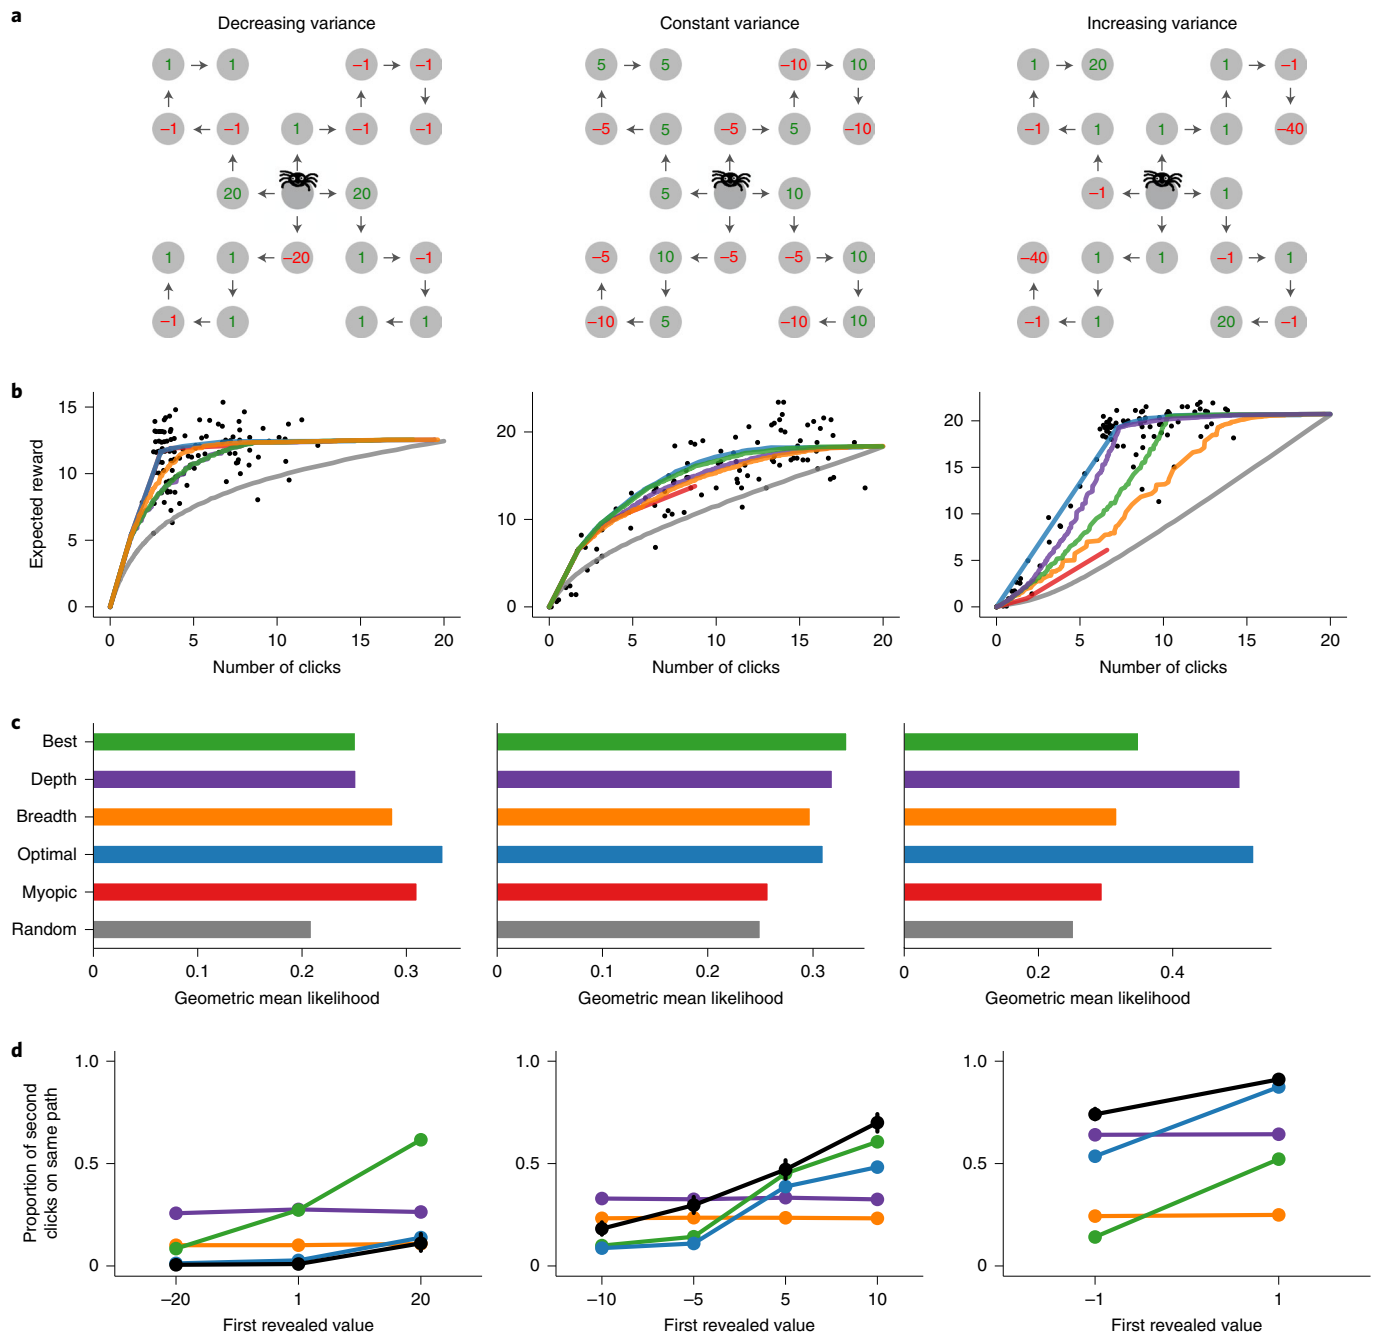 a
Decreasing variance
Constant variance
Increasing variance
1 1 –1 –1
5 5 –10 10
1 20 1 –1
–1 –1 1 –1 –1
–5 5 –5 5 –10
–1 1 1 1 –40
20 20
5 10
–1 1
1 1 –20 1 –1
–5 10 –5 –5 10
–40 1 1 –1 1
–1 1 1 1
–10 5 –10 10
–1 1 20 –1
b
Expected reward
15
10
5
0
0 5 10 15 20
Number of clicks
20
10
0
0 5 10 15 20
Number of clicks
20
15
10
5
0
0 5 10 15 20
Number of clicks
c
Best
Depth
Breadth
Optimal
Myopic
Random
0 0.1 0.2 0.3
Geometric mean likelihood
0 0.1 0.2 0.3
Geometric mean likelihood
0 0.2 0.4
Geometric mean likelihood
d
Proportion of second
clicks on same path
1.0
0.5
0
–20 1 20
First revealed value
1.0
0.5
0
–10 –5 5 10
First revealed value
1.0
0.5
0
–1 1
First revealed value